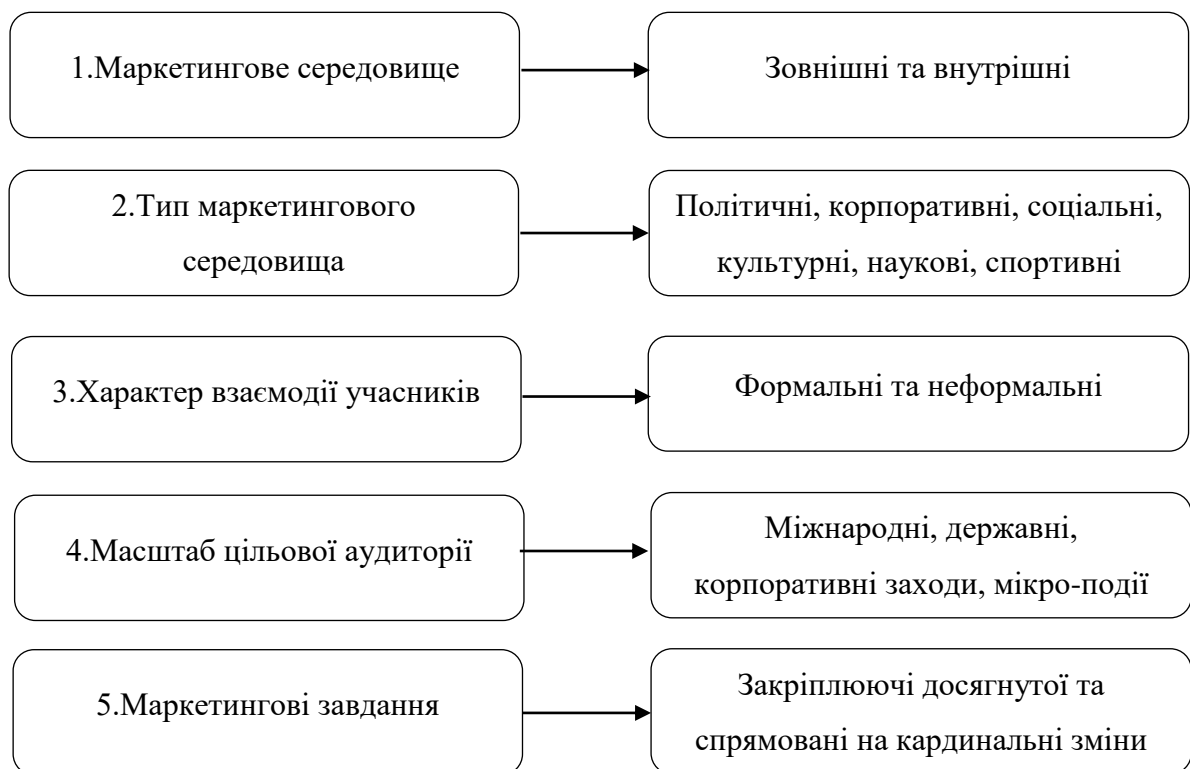 1.Маркетингове середовище
Зовнішні та внутрішні
2.Тип маркетингового
середовища
Політичні, корпоративні, соціальні,
культурні, наукові, спортивні
3.Характер взаємодії учасників
Формальні та неформальні
4.Масштаб цільової аудиторії
Міжнародні, державні,
корпоративні заходи, мікро-події
5.Маркетингові завдання
Закріплюючі досягнутої та
спрямовані на кардинальні зміни